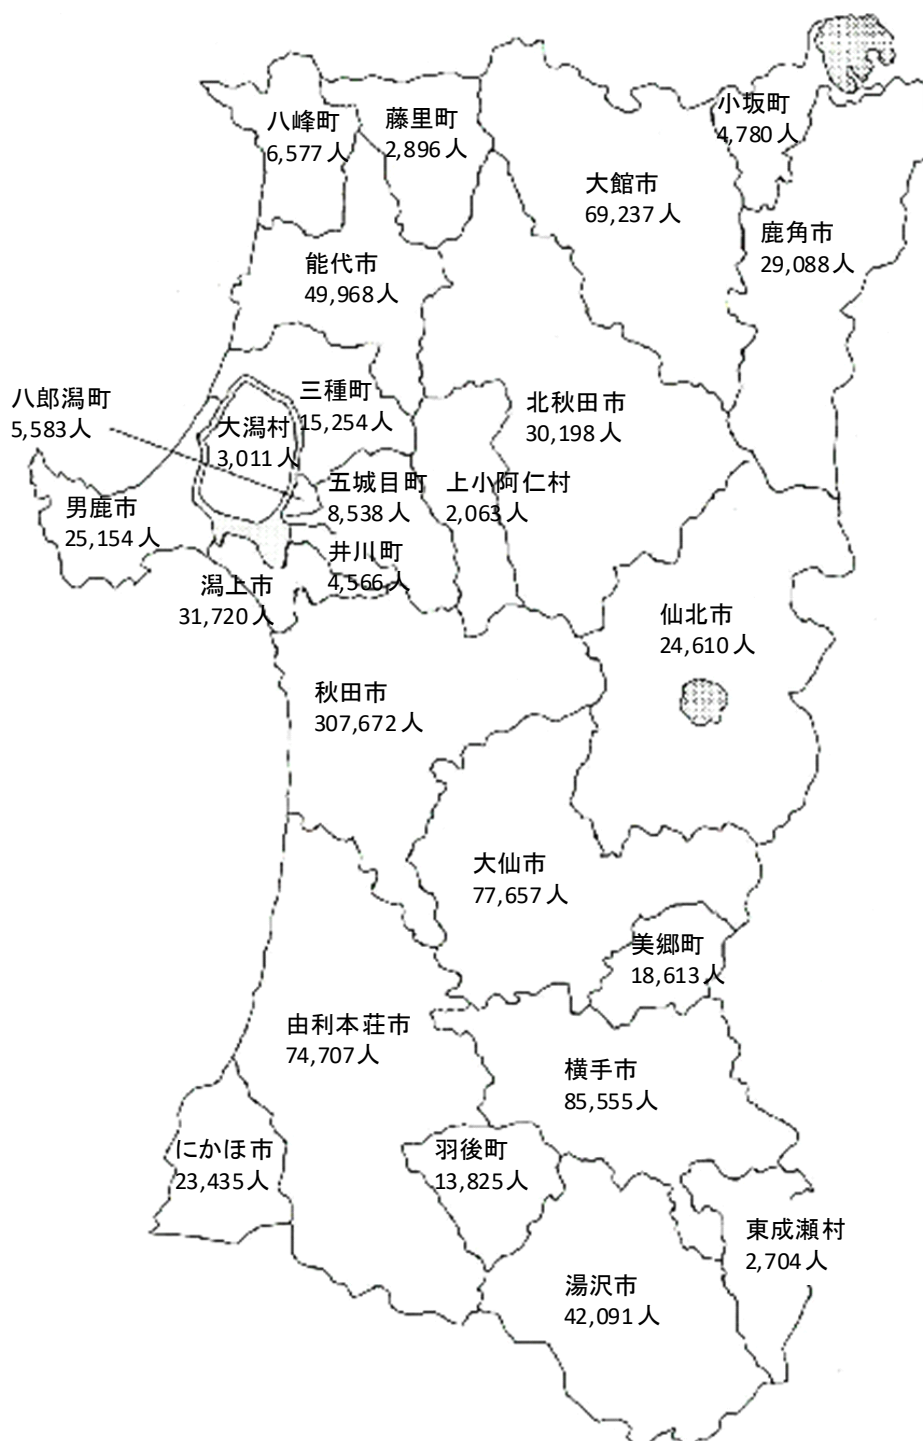 小坂町
4,780人
八峰町
6,577人
藤里町
2,896人
大館市
69,237人
鹿角市
29,088人
能代市
49,968人
八郎潟町
5,583人
三種町
15,254人
大潟村
3,011人
北秋田市
30,198人
男鹿市
25,154人
五城目町
8,538人
上小阿仁村
2,063人
井川町
4,566人
潟上市
31,720人
仙北市
24,610人
秋田市
307,672人
大仙市
77,657人
美郷町
18,613人
由利本荘市
74,707人
横手市
85,555人
にかほ市
23,435人
羽後町
13,825人
東成瀬村
2,704人
湯沢市
42,091人